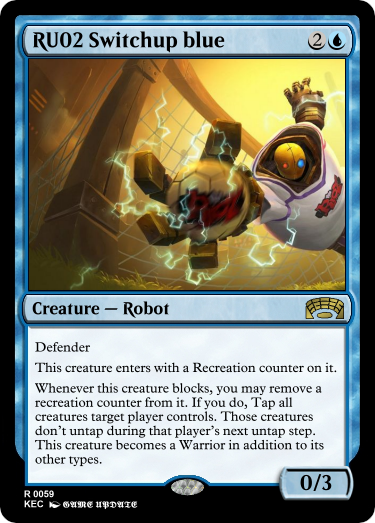 RU02 Switchup blue
2
Creature — Robot
Defender
This creature enters with a Recreation counter on it.
Whenever this creature blocks, you may remove a
recreation counter from it. If you do, Tap all
creatures target player controls. Those creatures
don't untap during that player's next untap step.
This creature becomes a Warrior in addition to its
other types.
0/3
R 0059
KEC GAME UPDATE